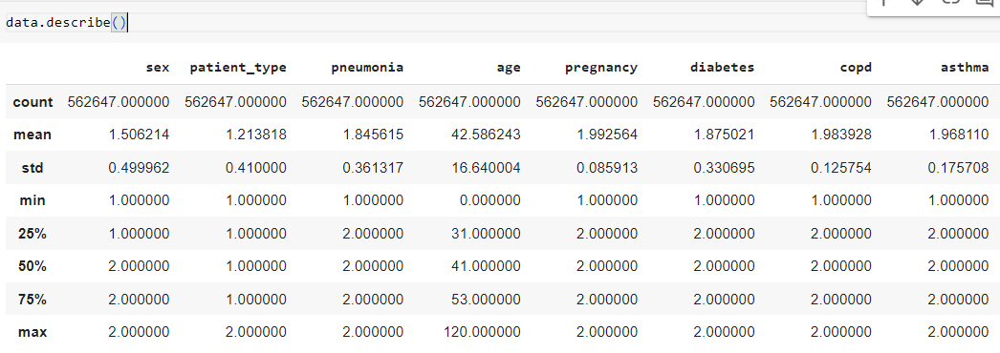 data.describe()
sex patient_type pneumonia age pregnancy diabetes copd asthma
count 562647.000000 562647.000000 562647.000000 562647.000000 562647.000000 562647.000000 562647.000000 562647.000000
mean 1.506214 1.213818 1.845615 42.586243 1.992564 1.875021 1.983928 1.968110
std 0.499962 0.410000 0.361317 16.640004 0.085913 0.330695 0.125754 0.175708
min 1.000000 1.000000 1.000000 0.000000 1.000000 1.000000 1.000000 1.000000
25% 1.000000 1.000000 2.000000 31.000000 2.000000 2.000000 2.000000 2.000000
50% 2.000000 1.000000 2.000000 41.000000 2.000000 2.000000 2.000000 2.000000
75% 2.000000 1.000000 2.000000 53.000000 2.000000 2.000000 2.000000 2.000000
max 2.000000 2.000000 2.000000 120.000000 2.000000 2.000000 2.000000 2.000000